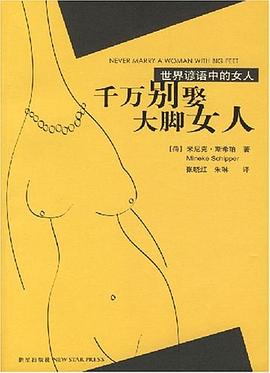 NEVER MARRY A WOMAN WITH BIG FEET
世界谚语中的女人
千万别娶
大脚女人
[荷] 米尼克·斯希珀 著
Mineke Schipper
张晓红 朱琳 译
新星出版社 NEW STAR PRESS